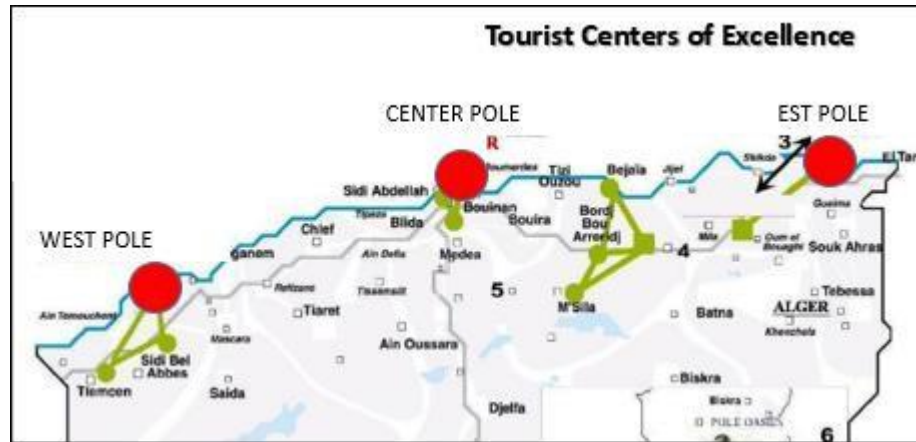 Tourist Centers of Excellence
CENTER POLE
EST POLE
R
3
Skikda
El Tar
Boumerdes
Tizi
Ouzou
Bejaia
Jijel
Sidi Abdellah
Tipaza
Blida
Bouinan
Bouira
Bordj
Bou
Arreridj
Mila
Guelma
Oum el
Bouaghi
Souk Ahras
WEST POLE
ganem
Chlef
Ain Defla
Medea
4
Relizane
Tissemsilt
5
M'Sila
Tebessa
Ain Temouchent
Mascara
Tiaret
Ain Oussara
Batna
ALGER
Khenchela
Sidi Bel
Abbes
Tlemcen
Saida
Djelfa
Biskra
Biskra
POLE OASIS
6